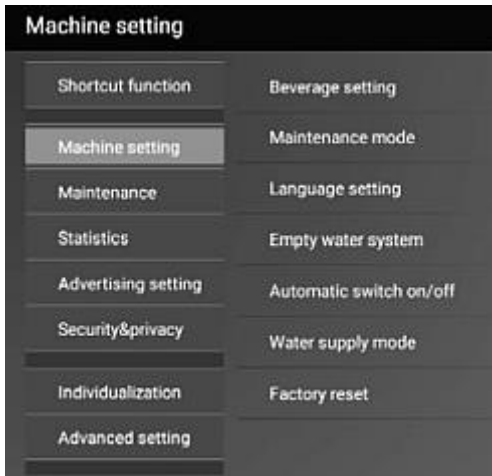 Machine setting
Shortcut function
Machine setting
Maintenance
Statistics
Advertising setting
Security&privacy
Individualization
Advanced setting
Beverage setting
Maintenance mode
Language setting
Empty water system
Automatic switch on/off
Water supply mode
Factory reset